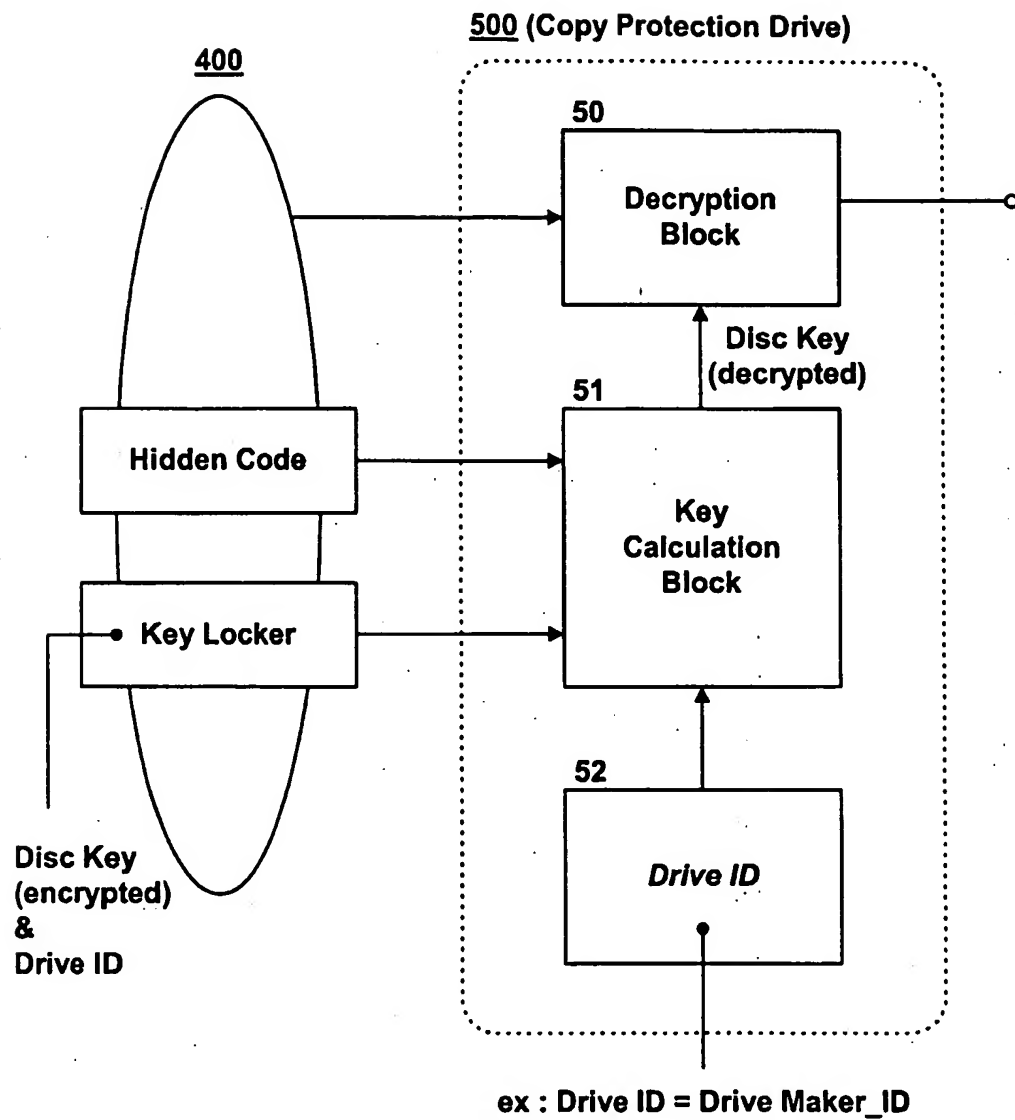 500 (Copy Protection Drive)
400
50
Decryption
Block
Disc Key
(decrypted)
51
Hidden Code
Key
Calculation
Block
Key Locker
52
Drive ID
Disc Key
(encrypted)
&
Drive ID
ex : Drive ID = Drive Maker_ID